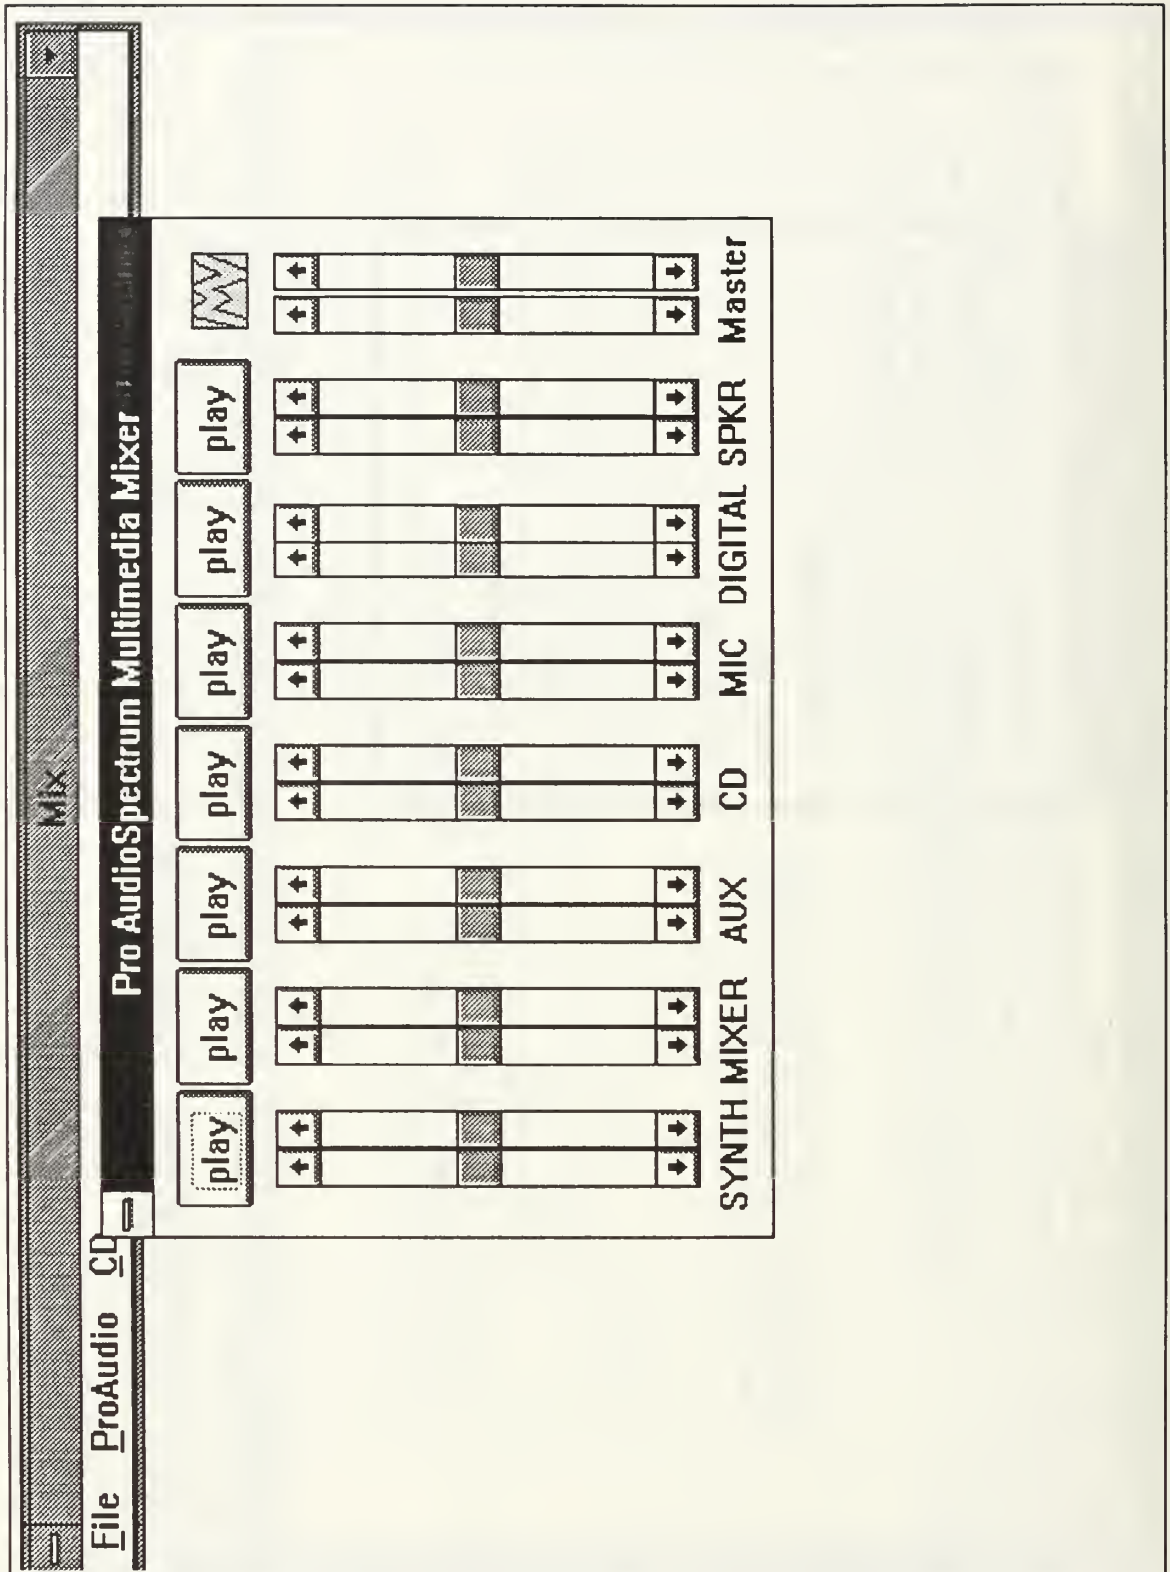 Mix
File ProAudio CD
Pro AudioSpectrum Multimedia Mixer
play play play play play play play
SYNTH MIXER AUX CD MIC DIGITAL SPKR Master